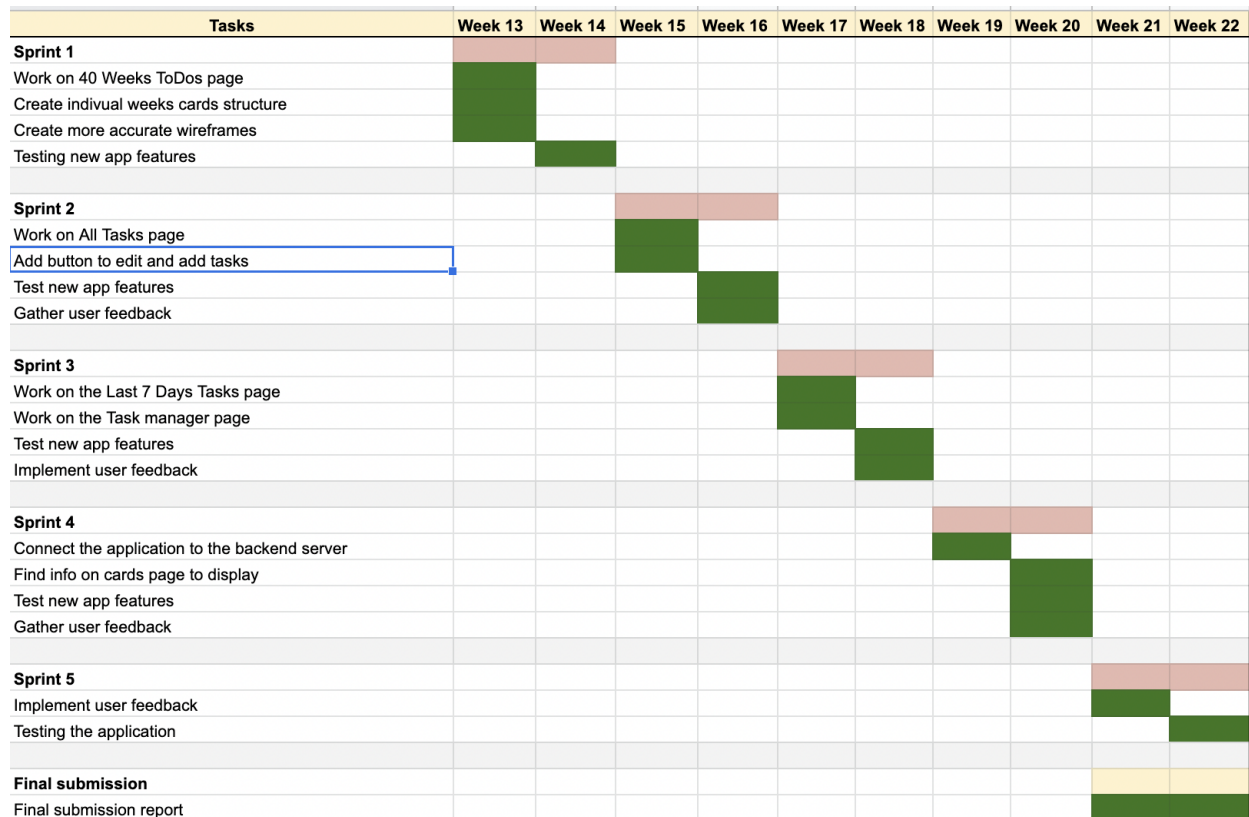 Tasks Week 13 Week 14 Week 15 Week 16 Week 17 Week 18 Week 19 Week 20 Week 21 Week 22
Sprint 1
Work on 40 Weeks ToDos page
Create indivual weeks cards structure
Create more accurate wireframes
Testing new app features
Sprint 2
Work on All Tasks page
Add button to edit and add tasks
Test new app features
Gather user feedback
Sprint 3
Work on the Last 7 Days Tasks page
Work on the Task manager page
Test new app features
Implement user feedback
Sprint 4
Connect the application to the backend server
Find info on cards page to display
Test new app features
Gather user feedback
Sprint 5
Implement user feedback
Testing the application
Final submission
Final submission report